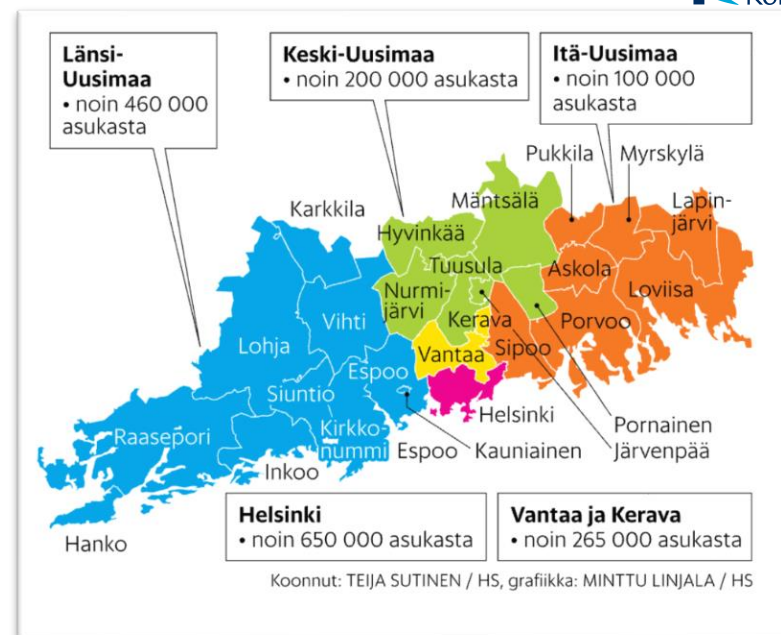 Länsi-
Uusimaa
• noin 460 000
asukasta
Keski-Uusimaa
• noin 200 000 asukasta
Itä-Uusimaa
• noin 100 000
asukasta
Pukkila
Myrskylä
Mäntsälä
Lapin-
järvi
Karkkila
Hyvinkää
Tuusula
Askola
Nurmi-
järvi
Loviisa
Vihti
Kerava
Porvoo
Lohja
Vantaa
Sipoo
Espoo
Siuntio
Helsinki
Pornainen
Raasepori
Kirkko-
nummi
Espoo
Kauniainen
Järvenpää
Inkoo
Hanko
Helsinki
• noin 650 000 asukasta
Vantaa ja Kerava
• noin 265 000 asukasta
Koonnut: TEIJA SUTINEN / HS, grafiikka: MINTTU LINJALA / HS